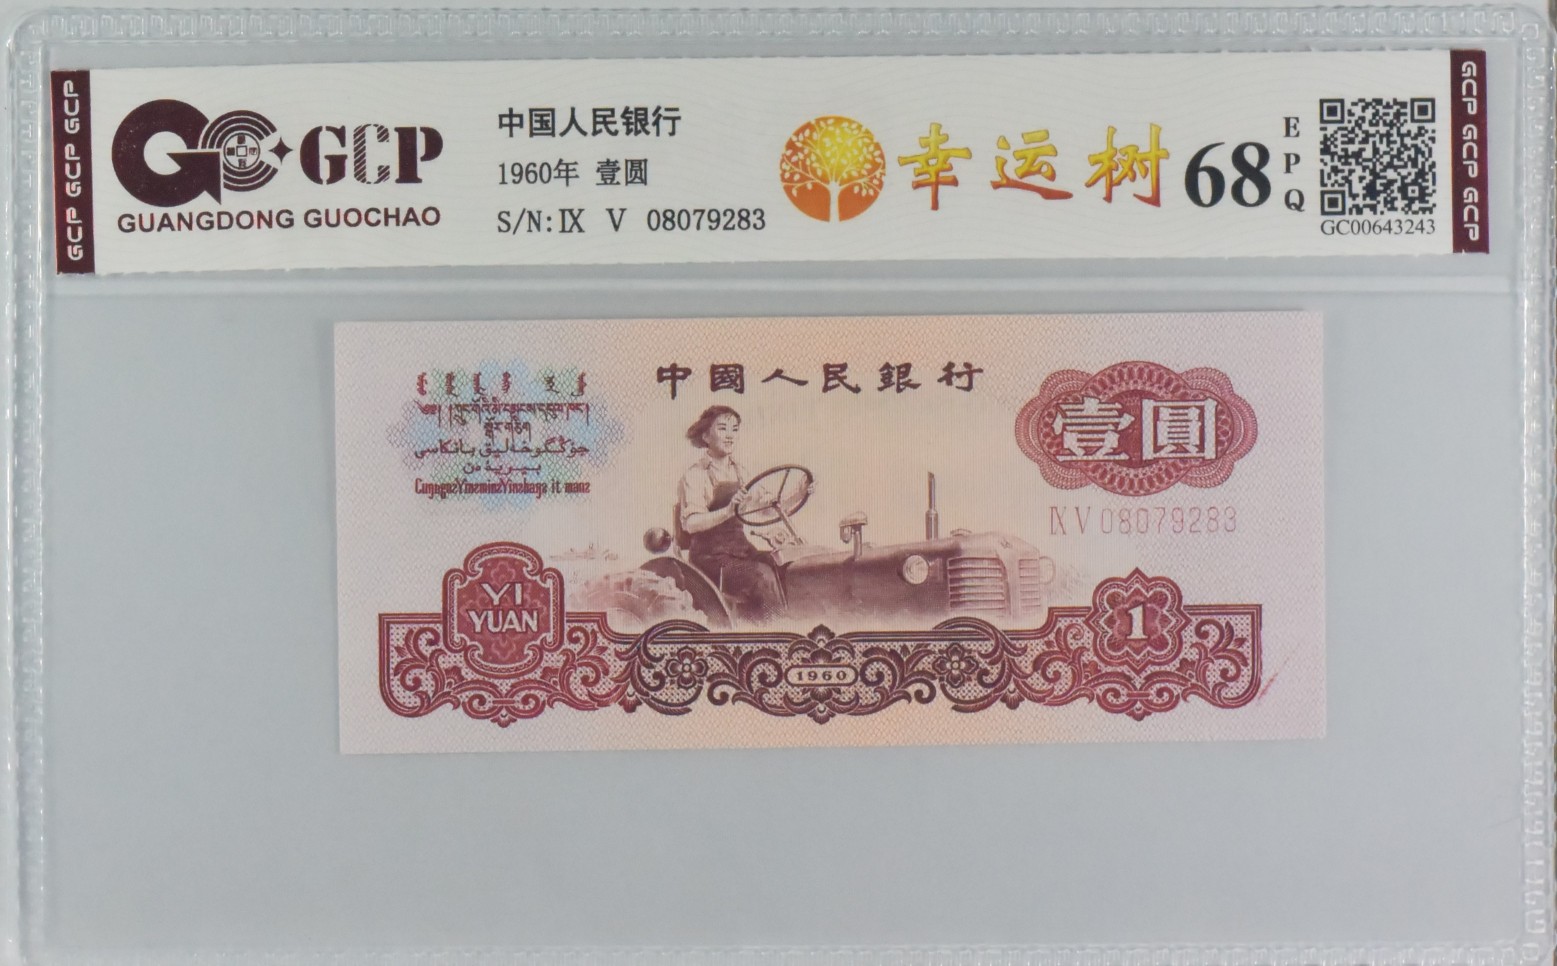 GCP GCP GCP
GCP
GUANGDONG GUOCHAO
中国人民银行
1960年 壹圆
S/N: IX V 08079283
幸运树
68
EPQ
GC00643243
GCP GCP GCP
中國人民銀行
壹圓
IX V 08079283
YI
YUAN
1960
1